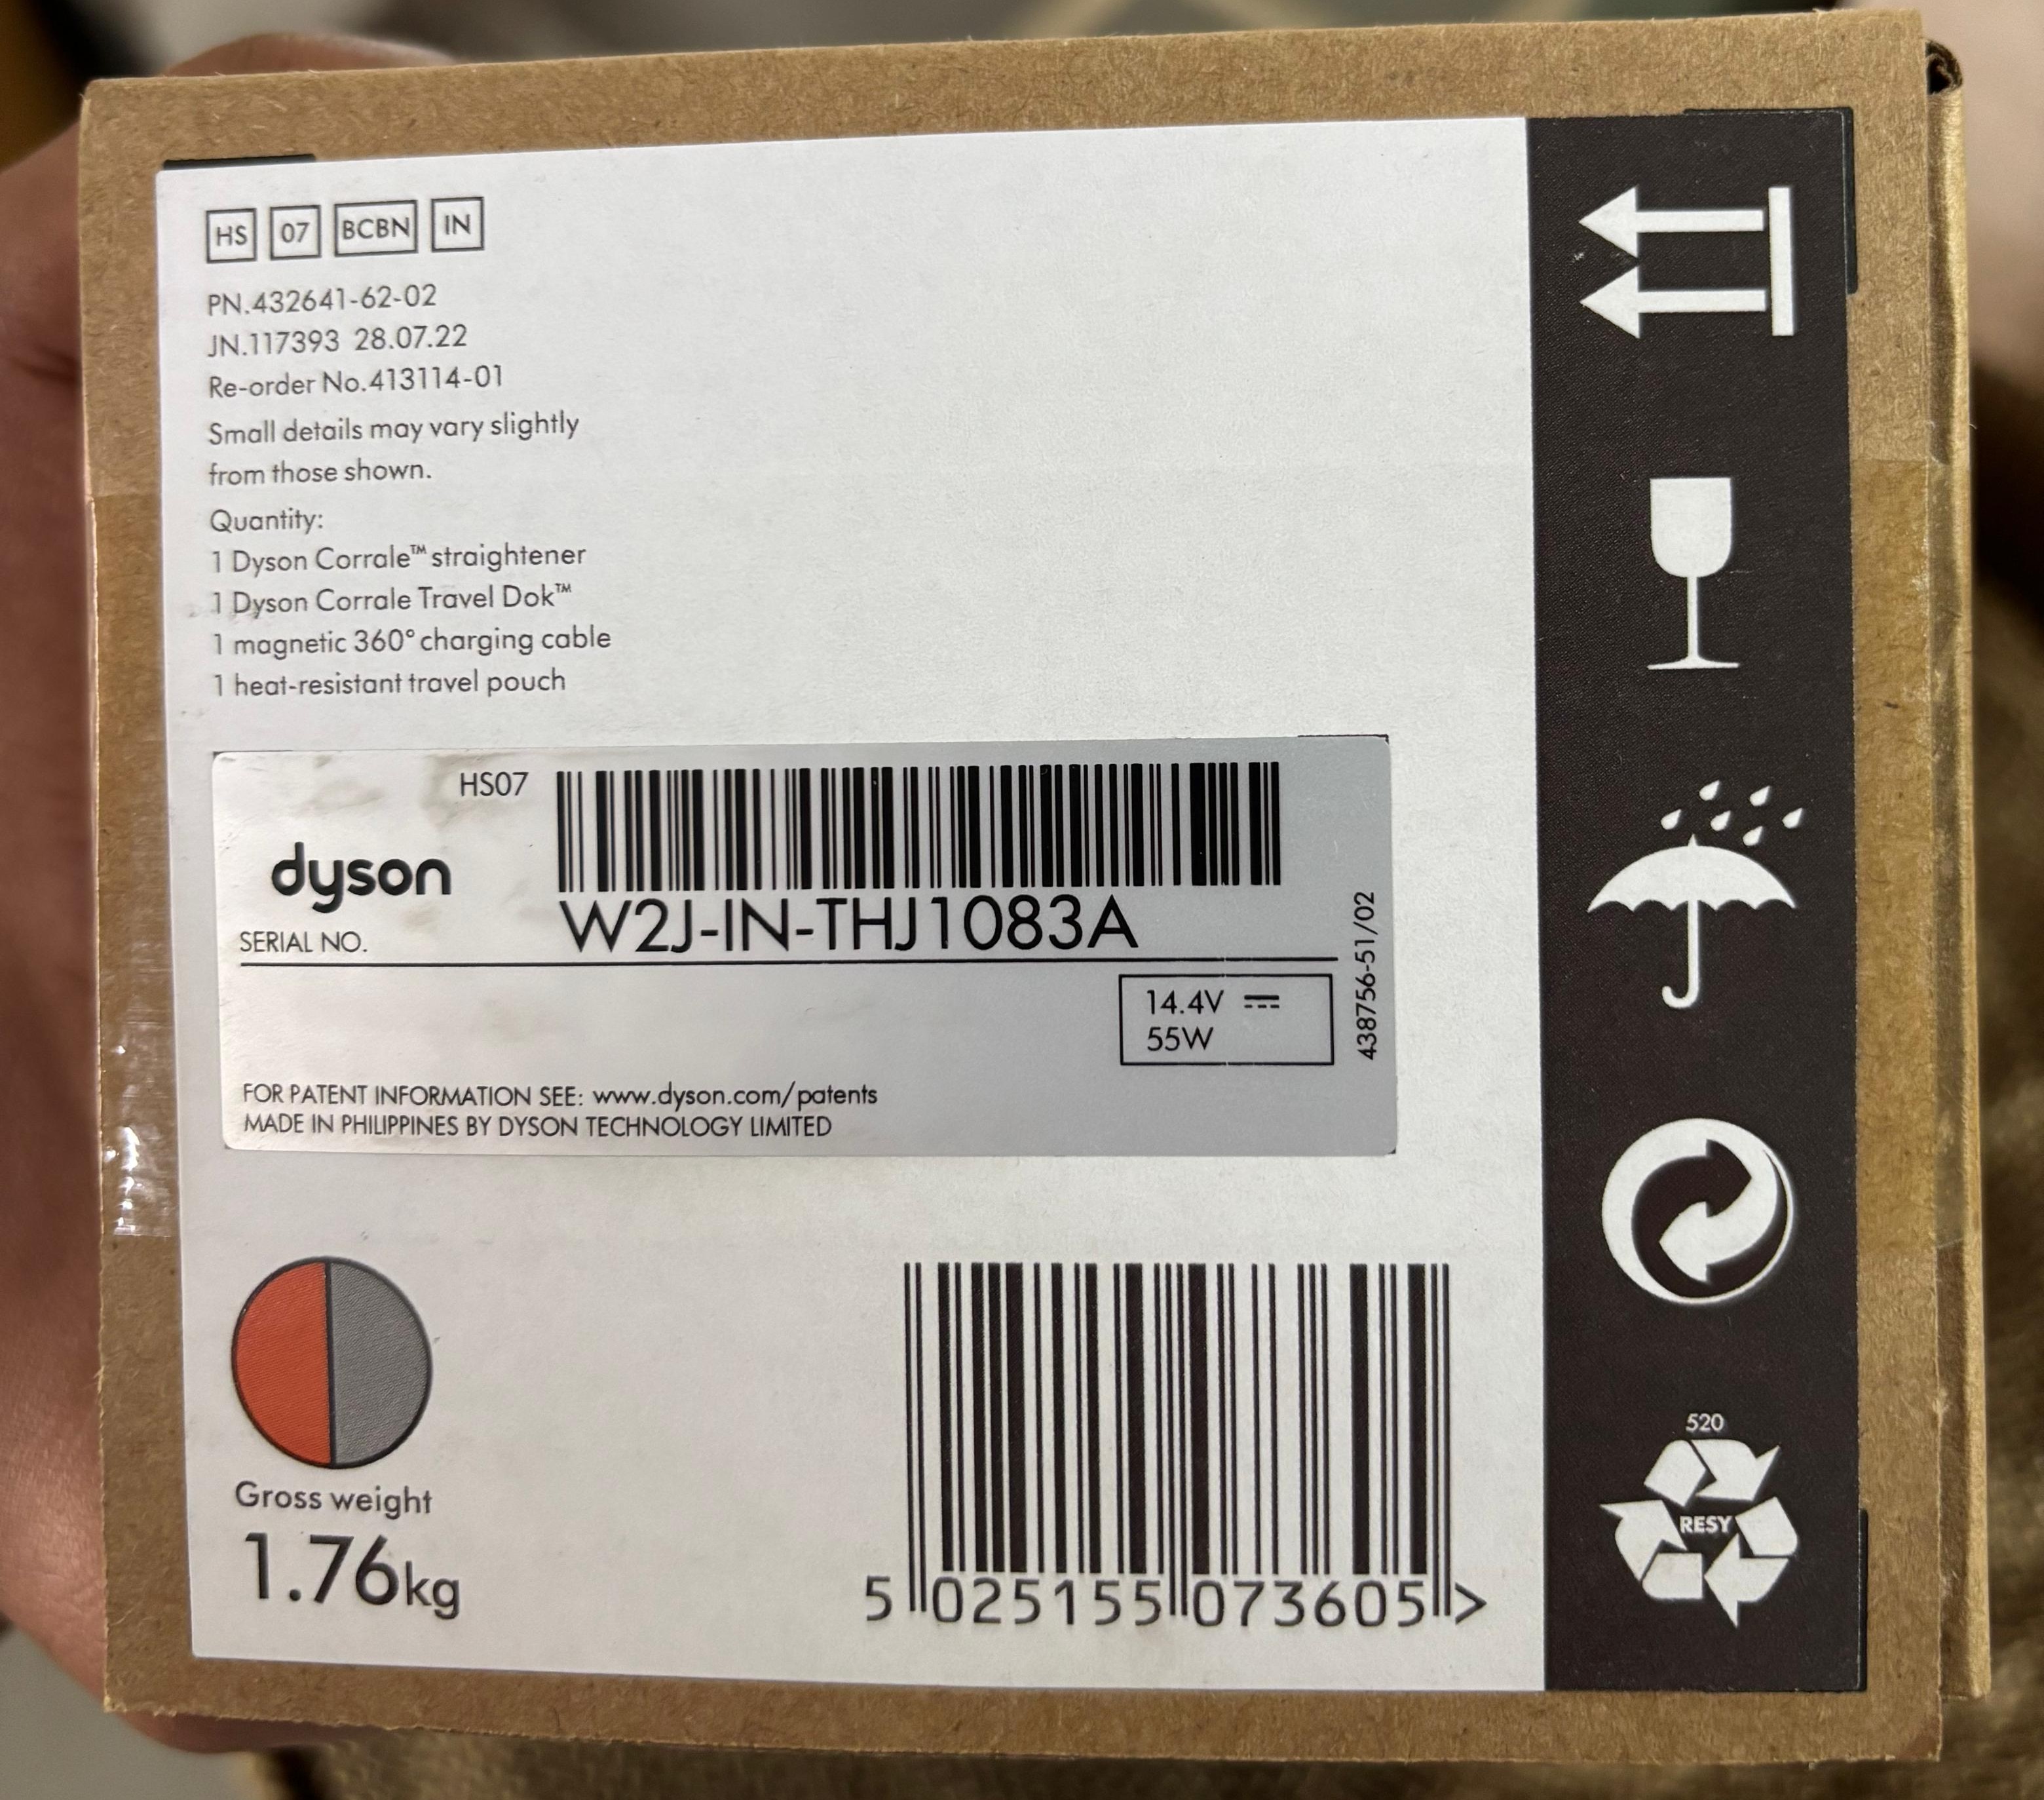 HS 07 BCBN IN
PN.432641-62-02
JN.117393 28.07.22
Re-order No.413114-01
Small details may vary slightly
from those shown.
Quantity:
1 Dyson Corrale™ straightener
1 Dyson Corrale Travel Dok™
1 magnetic 360° charging cable
1 heat-resistant travel pouch
HS07
dyson
SERIAL NO. W2J-IN-THJ1083A
14.4V ⎓
55W
438756-51/02
FOR PATENT INFORMATION SEE: www.dyson.com/patents
MADE IN PHILIPPINES BY DYSON TECHNOLOGY LIMITED
Gross weight
1.76kg
5 025155 073605 >
520
RESY